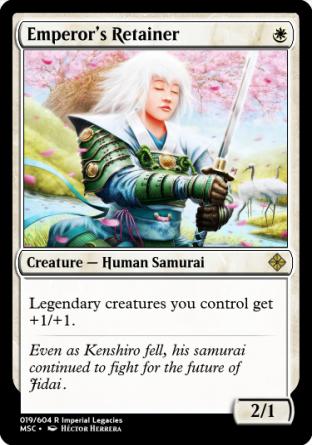 Emperor's Retainer
Creature — Human Samurai
Legendary creatures you control get
+1/+1.
Even as Kenshiro fell, his samurai
continued to fight for the future of
Jidai.
2/1
019/604 R Imperial Legacies
MSC • Héctor Herrera